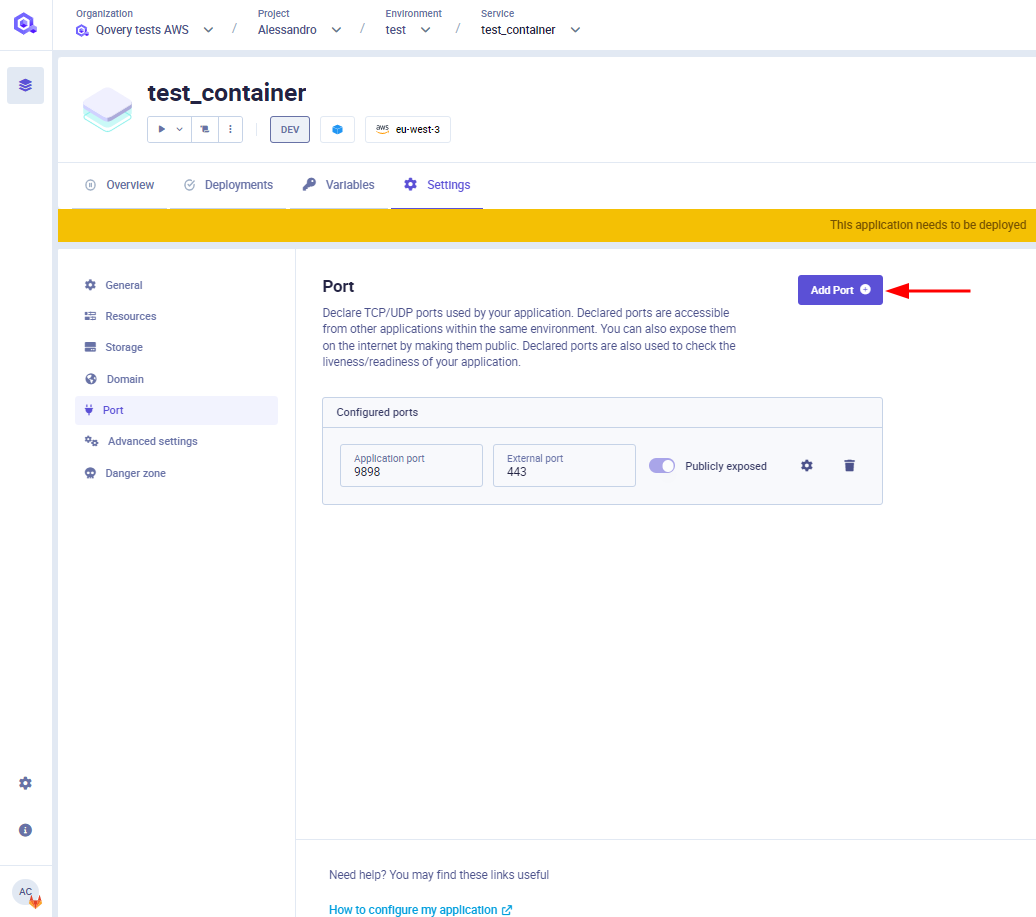 Organization
Qovery tests AWS
/
Project
Alessandro
/
Environment
test
/
Service
test_container
test_container
DEV
aws eu-west-3
Overview
Deployments
Variables
Settings
This application needs to be deployed
General
Resources
Storage
Domain
Port
Advanced settings
Danger zone
Port
Add Port
Declare TCP/UDP ports used by your application. Declared ports are accessible
from other applications within the same environment. You can also expose them
on the internet by making them public. Declared ports are also used to check the
liveness/readiness of your application.
Configured ports
Application port
9898
External port
443
Publicly exposed
AC
Need help? You may find these links useful
How to configure my application